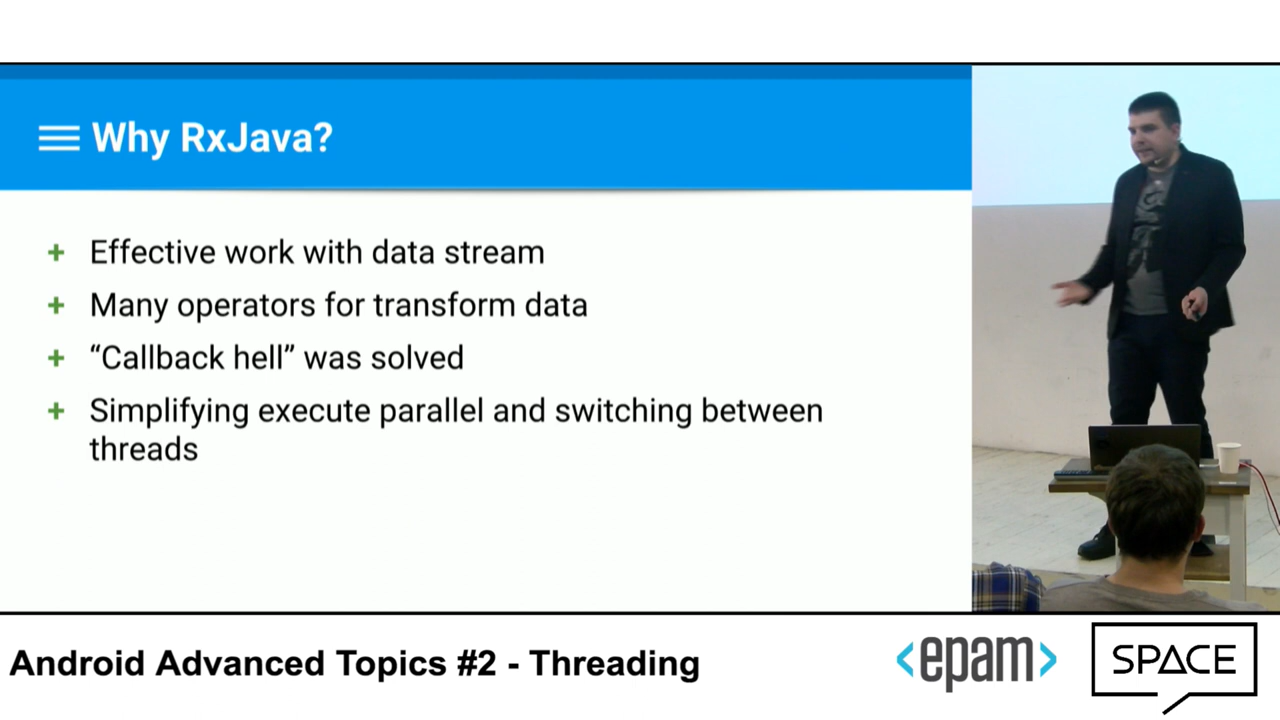 Why RxJava?
+ Effective work with data stream
+ Many operators for transform data
+ “Callback hell” was solved
+ Simplifying execute parallel and switching between
threads
Android Advanced Topics #2 - Threading
<epam>
SPACE